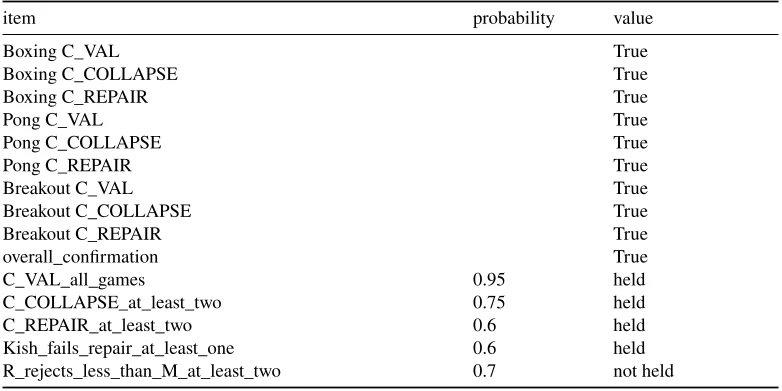 item probability value
Boxing C_VAL True
Boxing C_COLLAPSE True
Boxing C_REPAIR True
Pong C_VAL True
Pong C_COLLAPSE True
Pong C_REPAIR True
Breakout C_VAL True
Breakout C_COLLAPSE True
Breakout C_REPAIR True
overall_confirmation True
C_VAL_all_games 0.95 held
C_COLLAPSE_at_least_two 0.75 held
C_REPAIR_at_least_two 0.6 held
Kish_fails_repair_at_least_one 0.6 held
R_rejects_less_than_M_at_least_two 0.7 not held